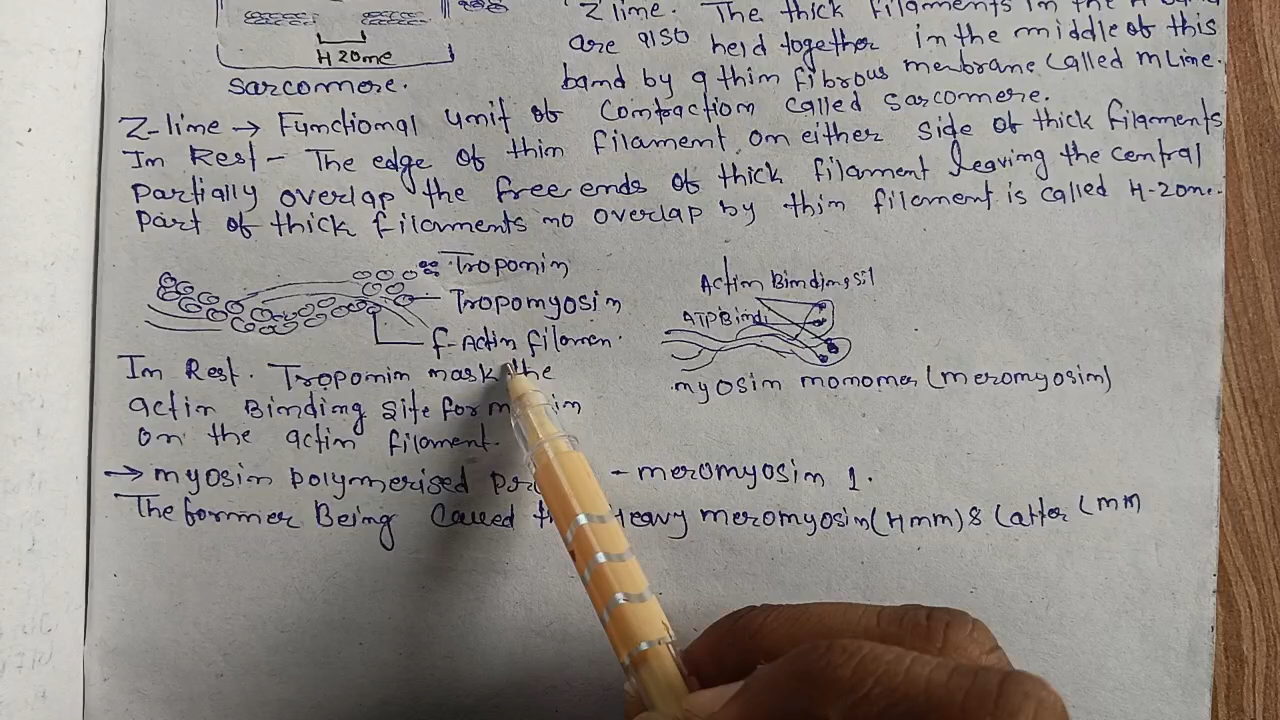 Z line. The thick filaments in the H Band
are also held together in the middle of this
band by a thin fibrous membrane called m line.
H zone
sarcomere.
Z-line → Functional unit of contraction called sarcomere.
In Rest - The edge of thin filament on either side of thick filaments
partially overlap the free ends of thick filament leaving the central
part of thick filaments no overlap by thin filement is called H-zone.
Troponin
Tropomyosin
f-Actin filamen.
Actin Binding sit
ATP Bind
myosin monomer (meromyosin)
In Rest. Troponin mask the
actin Binding site for in
on the actin filament.
→ myosin polymerised - meromyosin 1.
The former Being called Heavy meromyosin (Hmm) & latter Lmm